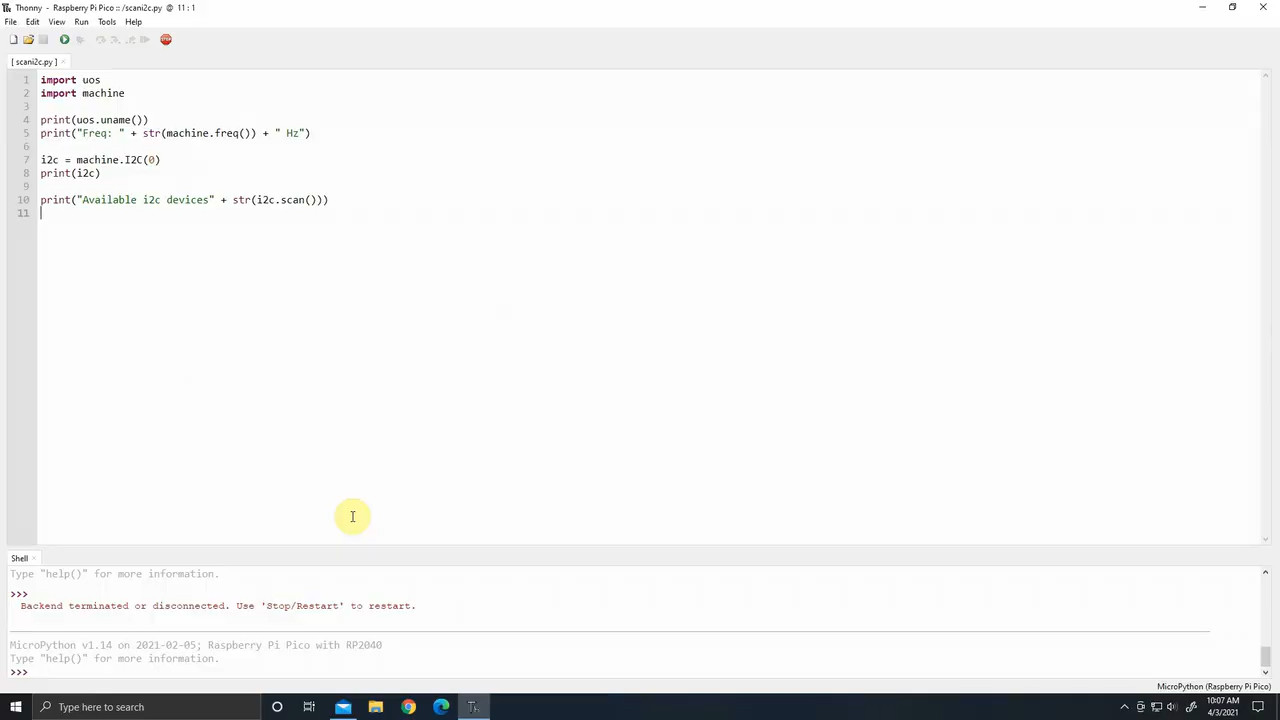 Thonny - Raspberry Pi Pico :: /scani2c.py @ 11 : 1
File Edit View Run Tools Help
[ scani2c.py ]
1 import uos
2 import machine
3
4 print(uos.uname())
5 print("Freq: " + str(machine.freq()) + " Hz")
6
7 i2c = machine.I2C(0)
8 print(i2c)
9
10 print("Available i2c devices" + str(i2c.scan()))
11
Shell
Type "help()" for more information.
>>>
Backend terminated or disconnected. Use 'Stop/Restart' to restart.
MicroPython v1.14 on 2021-02-05; Raspberry Pi Pico with RP2040
Type "help()" for more information.
>>>
MicroPython (Raspberry Pi Pico)
Type here to search
10:07 AM
4/3/2021